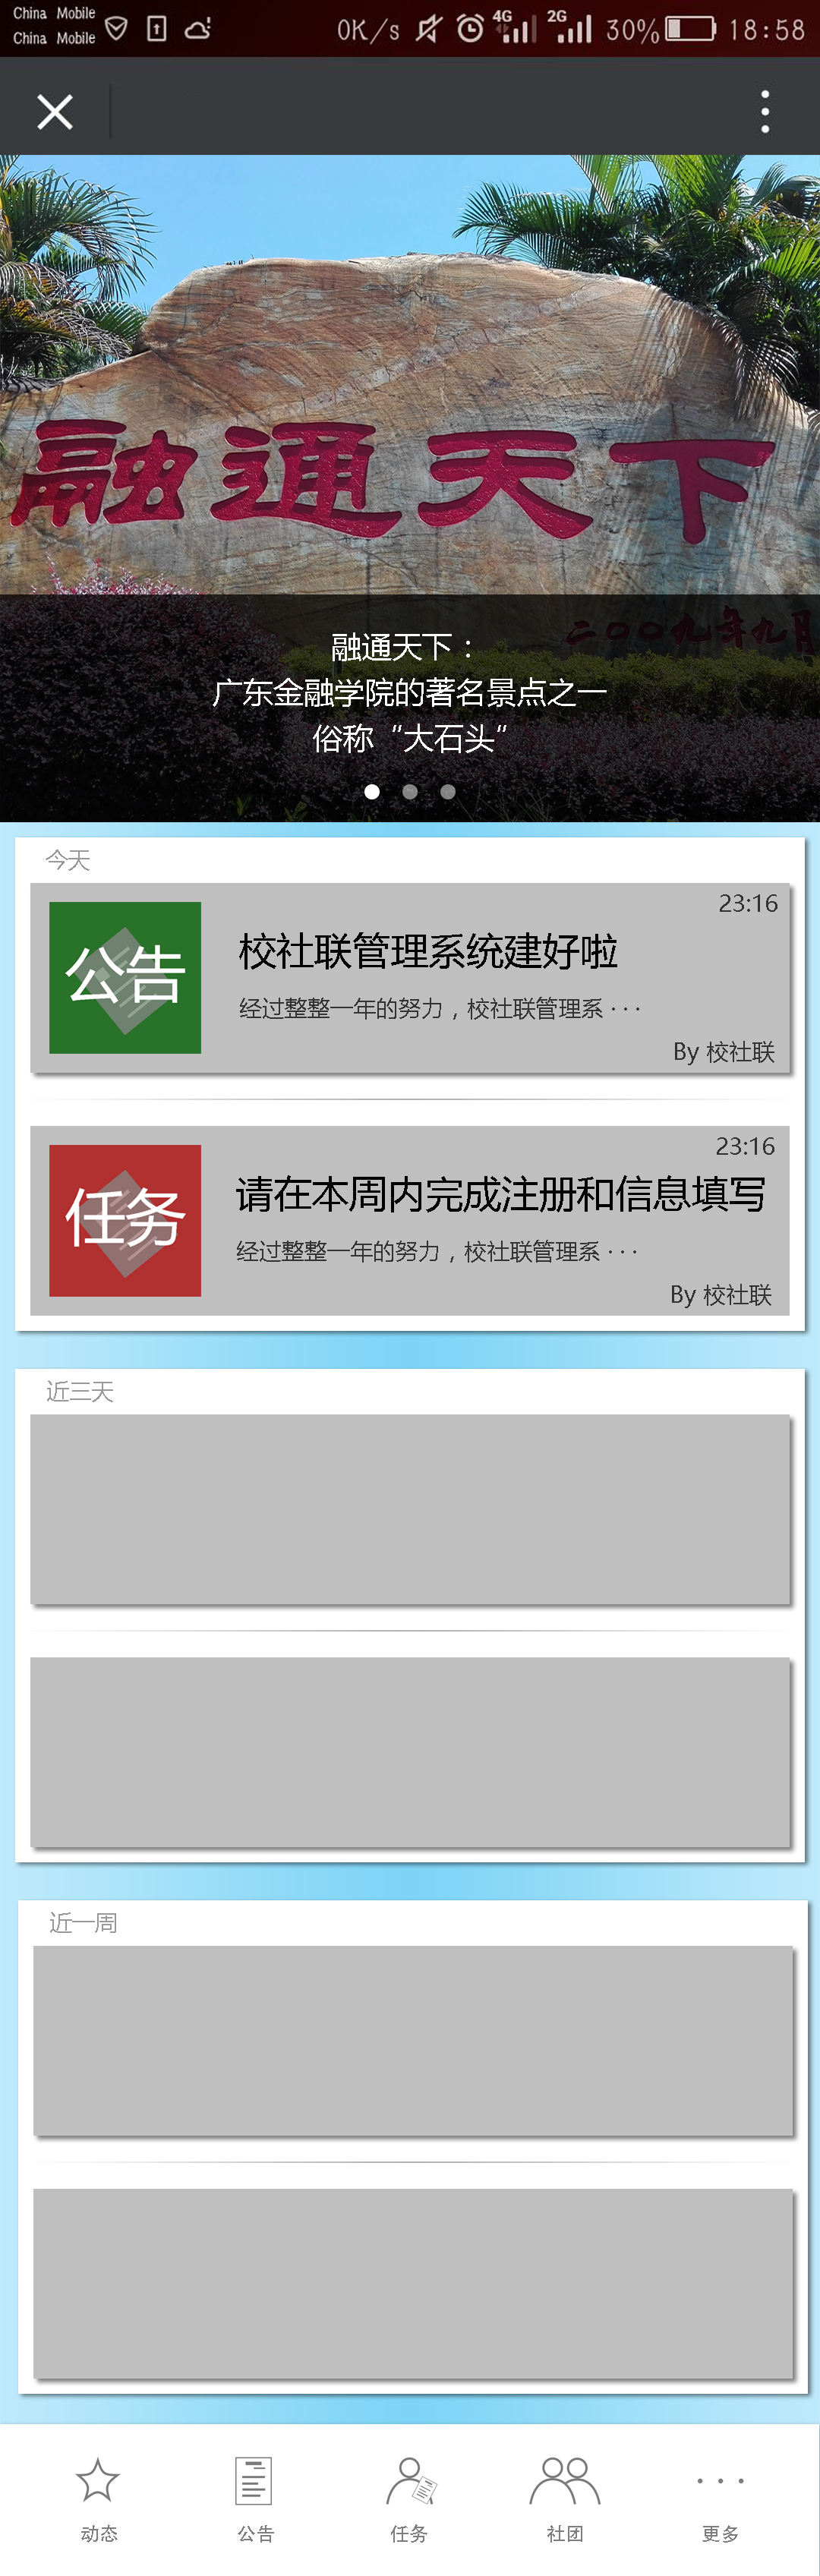 China Mobile
China Mobile
0K/s 4G 2G 30% 18:58
融通天下
二○○九年九月
融通天下：
广东金融学院的著名景点之一
俗称“大石头”
今天
23:16
公告
校社联管理系统建好啦
经过整整一年的努力，校社联管理系···
By 校社联
23:16
任务
请在本周内完成注册和信息填写
经过整整一年的努力，校社联管理系···
By 校社联
近三天
近一周
动态 公告 任务 社团 更多